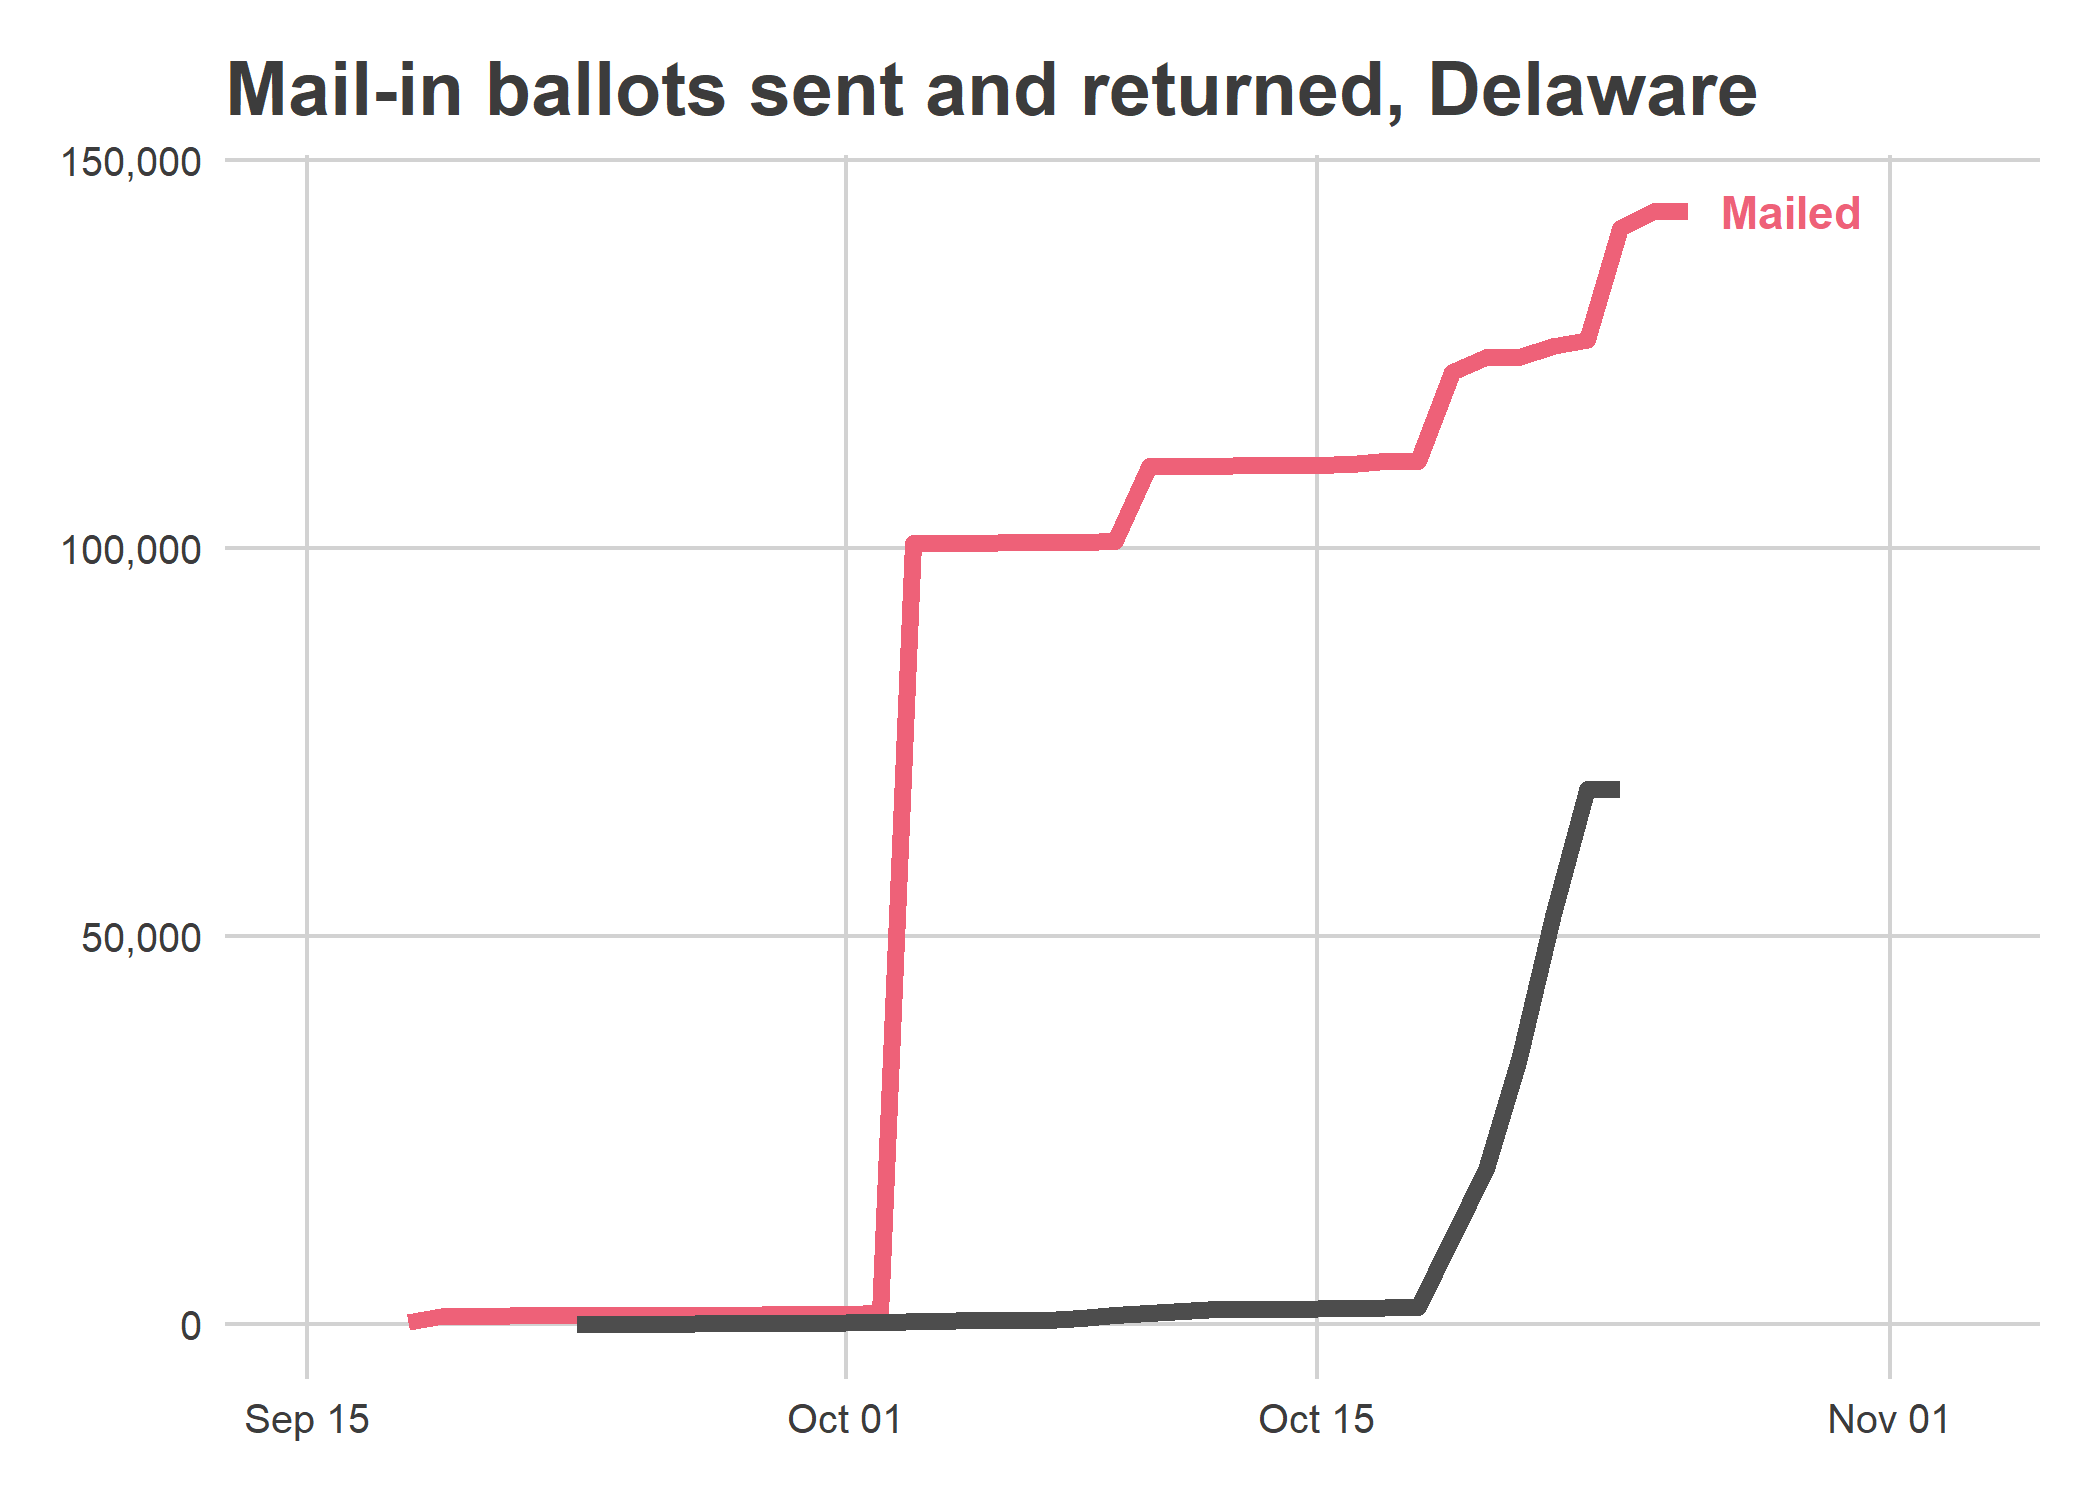 Mail-in ballots sent and returned, Delaware
150,000
Mailed
100,000
50,000
0
Sep 15 Oct 01 Oct 15 Nov 01